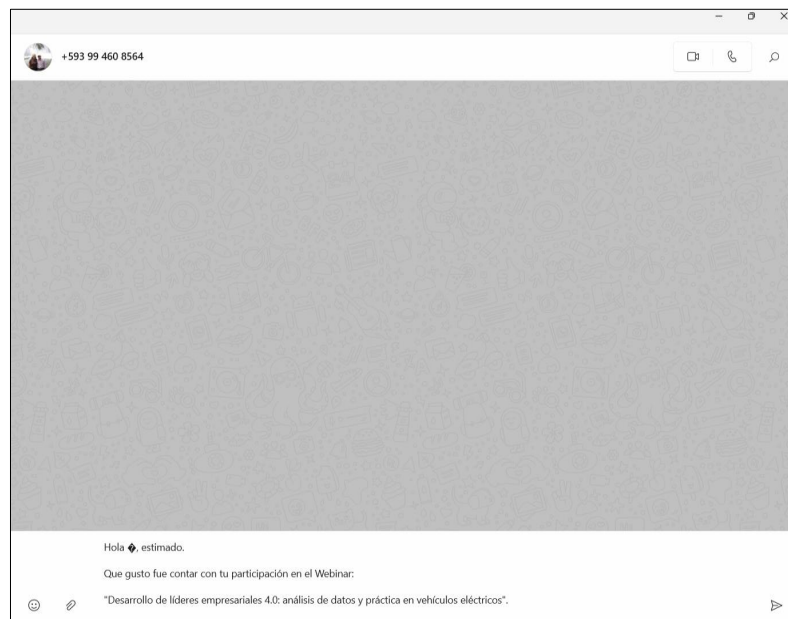 +593 99 460 8564
Hola �, estimado.
Que gusto fue contar con tu participación en el Webinar:
"Desarrollo de líderes empresariales 4.0: análisis de datos y práctica en vehículos eléctricos".